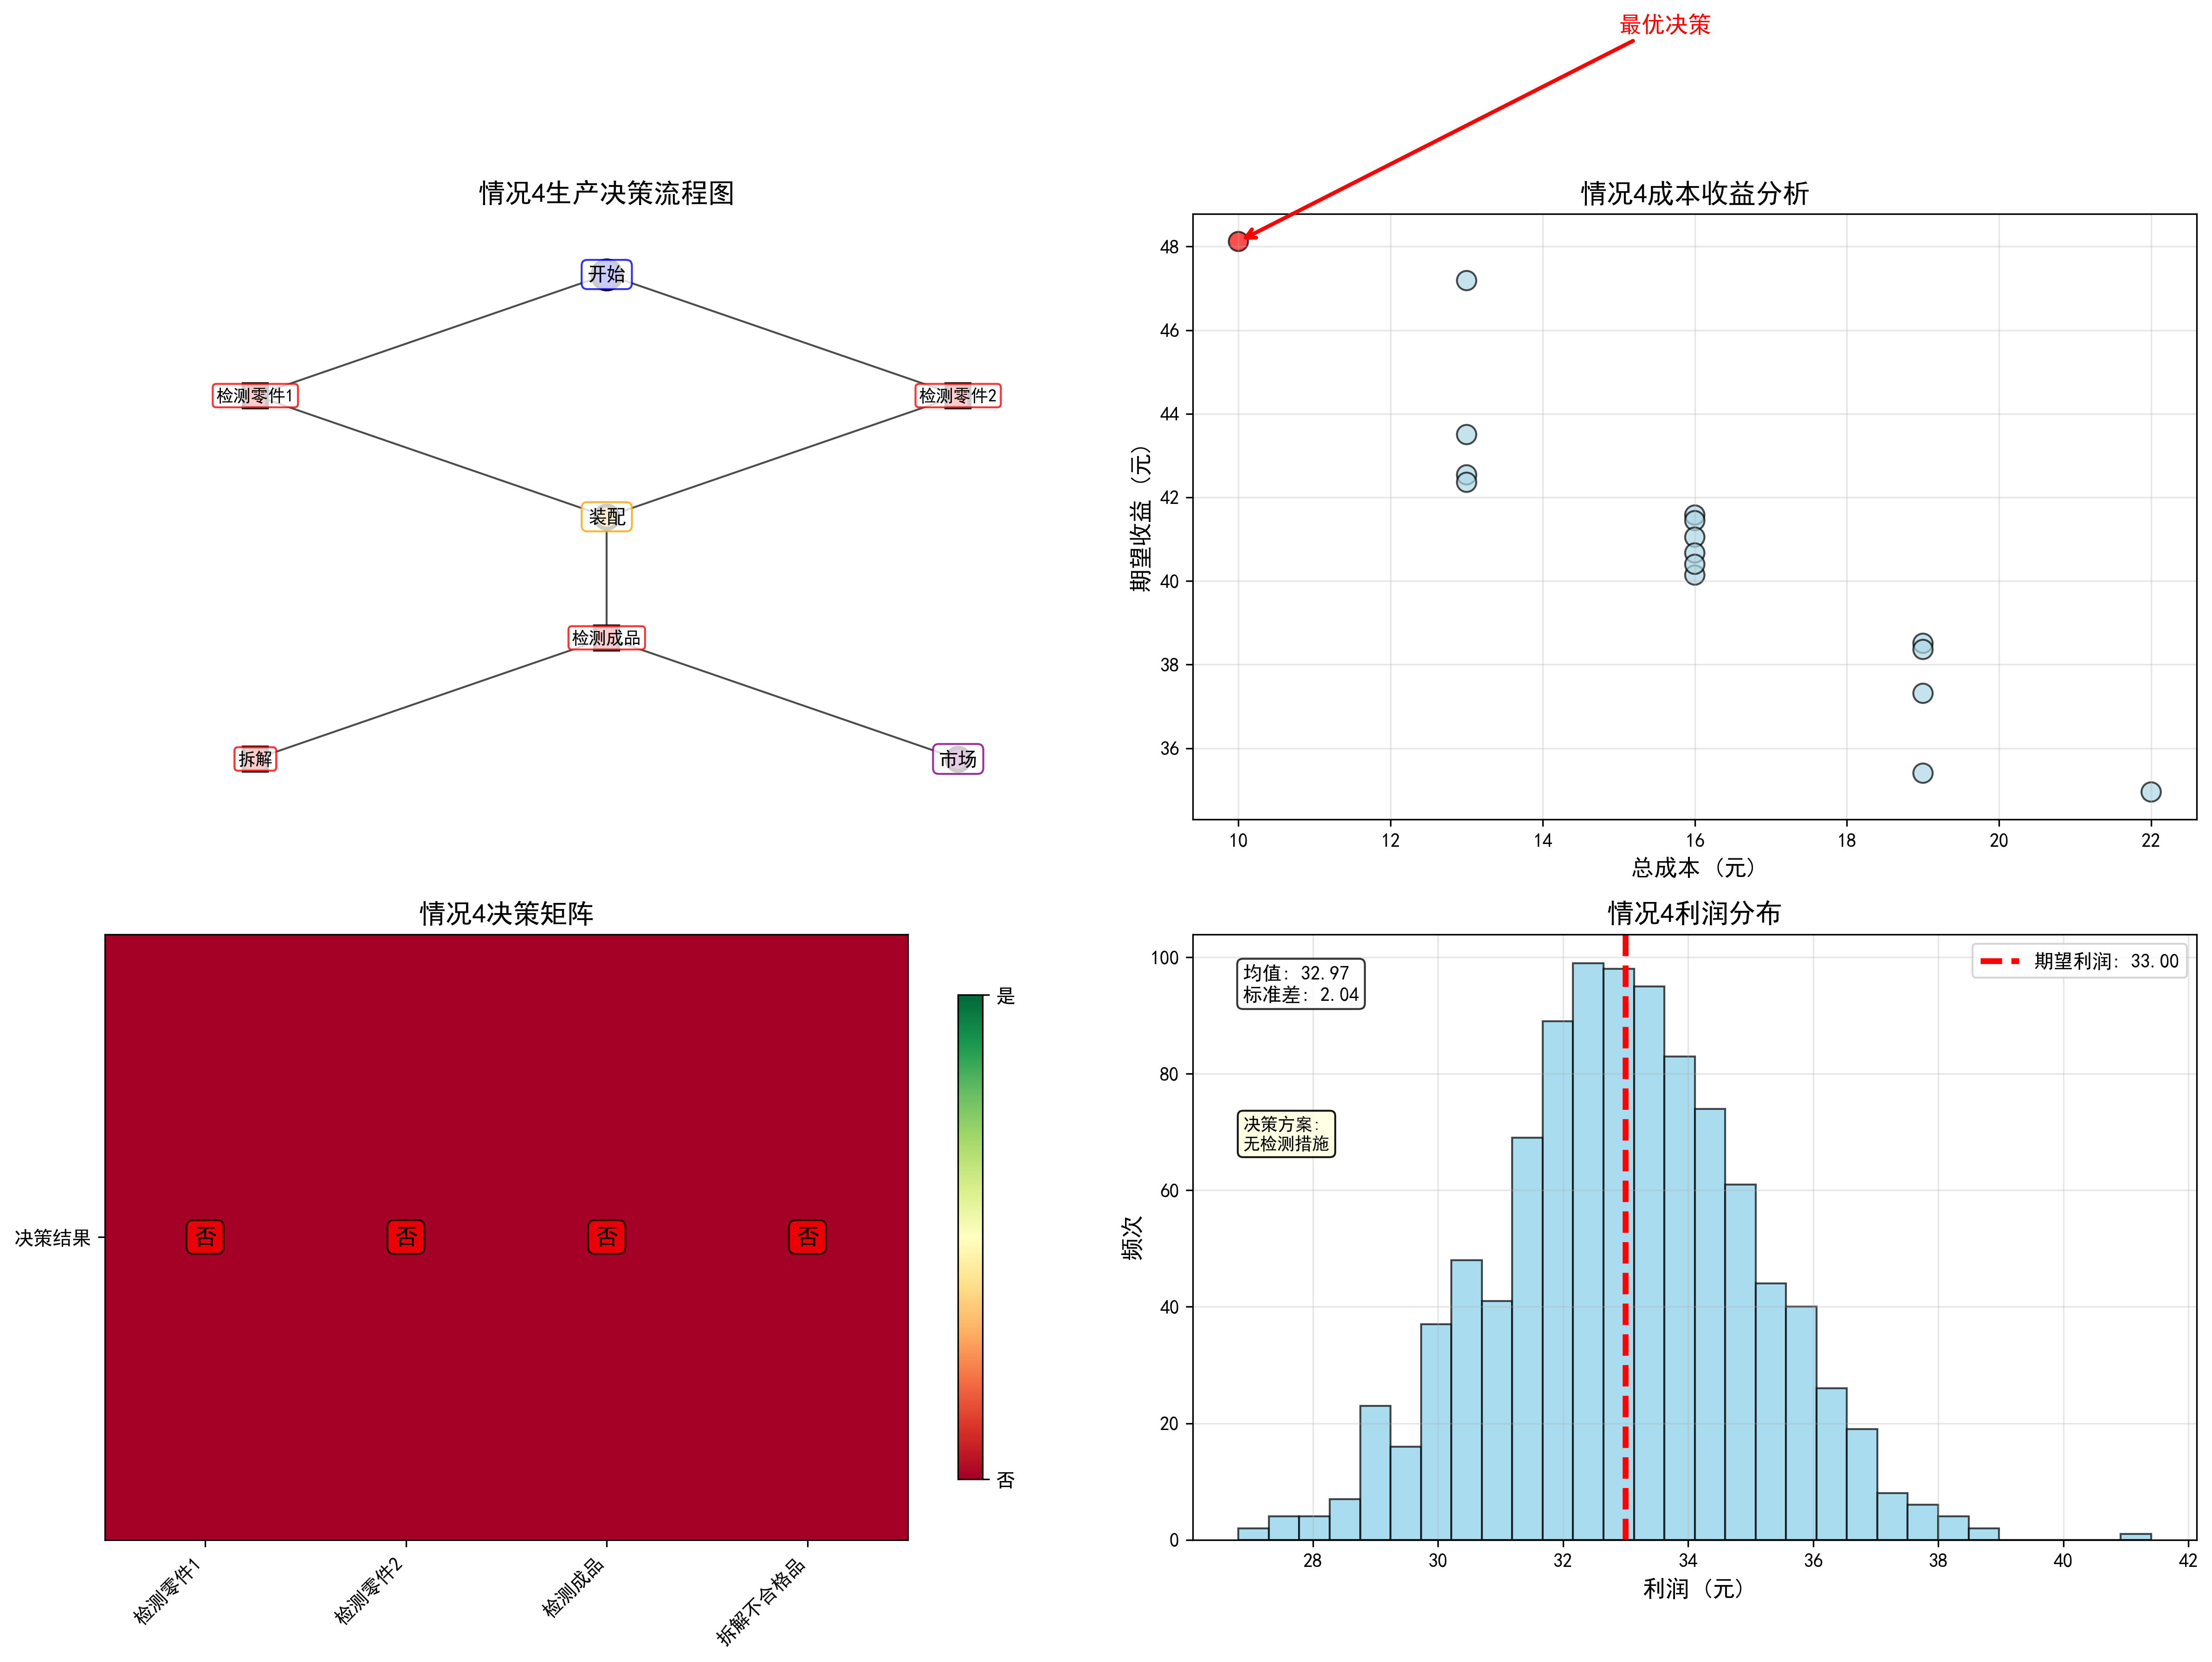 最优决策
情况4生产决策流程图
开始
检测零件1
检测零件2
装配
检测成品
拆解
市场
情况4成本收益分析
期望收益（元）
48
46
44
42
40
38
36
10
12
14
16
18
20
22
总成本（元）
情况4决策矩阵
决策结果
否
否
否
否
检测零件1
检测零件2
检测成品
拆解不合格品
是
否
情况4利润分布
均值: 32.97
标准差: 2.04
决策方案:
无检测措施
期望利润: 33.00
频次
100
80
60
40
20
0
28
30
32
34
36
38
40
42
利润（元）